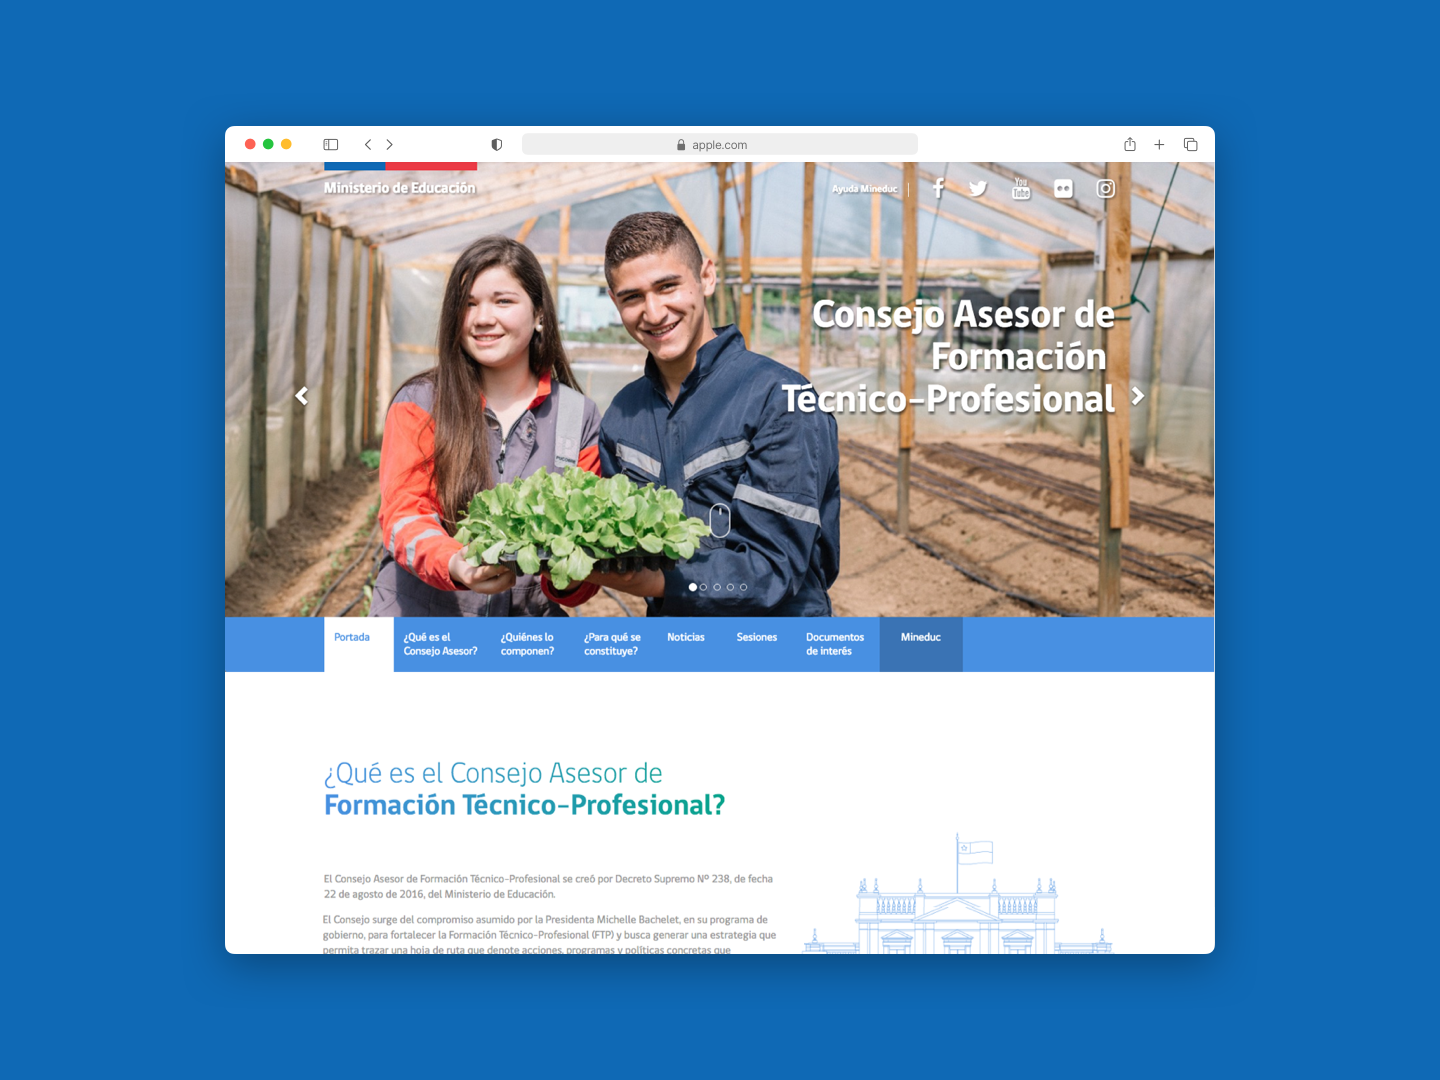 apple.com
Ministerio de Educación
Ayuda Mineduc
You
Tube
Consejo Asesor de
Formación
Técnico-Profesional
Portada
¿Qué es el
Consejo Asesor?
¿Quiénes lo
componen?
¿Para qué se
constituye?
Noticias
Sesiones
Documentos
de interés
Mineduc
¿Qué es el Consejo Asesor de
Formación Técnico-Profesional?
El Consejo Asesor de Formación Técnico-Profesional se creó por Decreto Supremo Nº 238, de fecha
22 de agosto de 2016, del Ministerio de Educación.
El Consejo surge del compromiso asumido por la Presidenta Michelle Bachelet, en su programa de
gobierno, para fortalecer la Formación Técnico-Profesional (FTP) y busca generar una estrategia que
permita trazar una hoja de ruta que denote acciones, programas y políticas concretas que